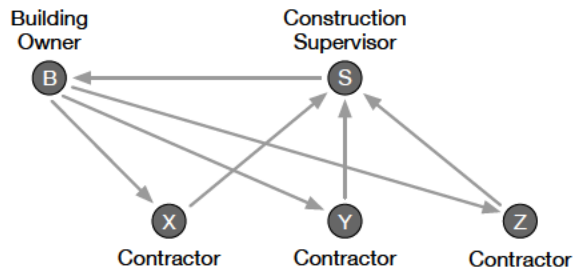 Building
Owner
Construction
Supervisor
B
S
X
Y
Z
Contractor
Contractor
Contractor